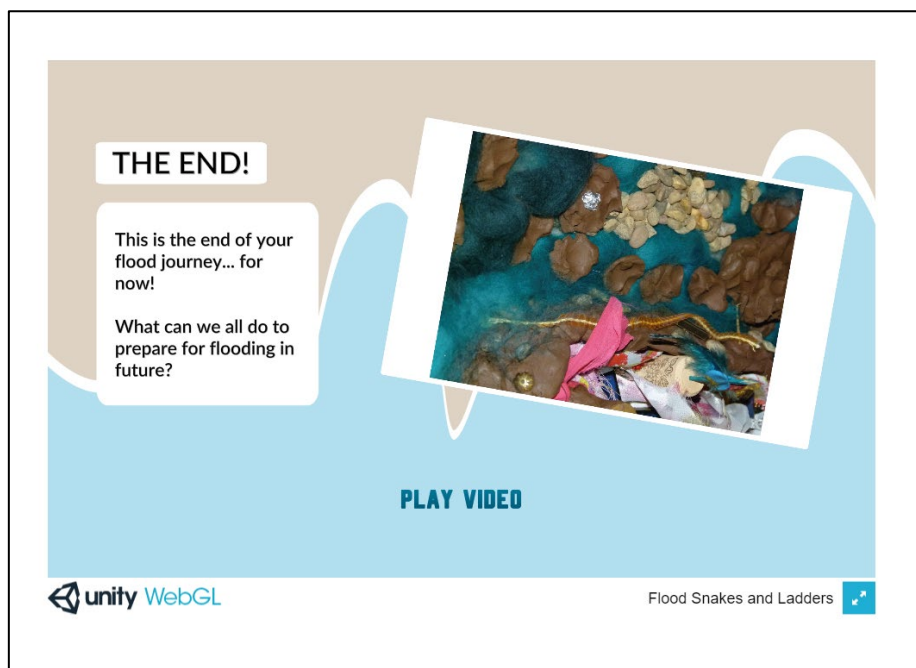 THE END!
This is the end of your
flood journey... for
now!
What can we all do to
prepare for flooding in
future?
PLAY VIDEO
unity WebGL
Flood Snakes and Ladders